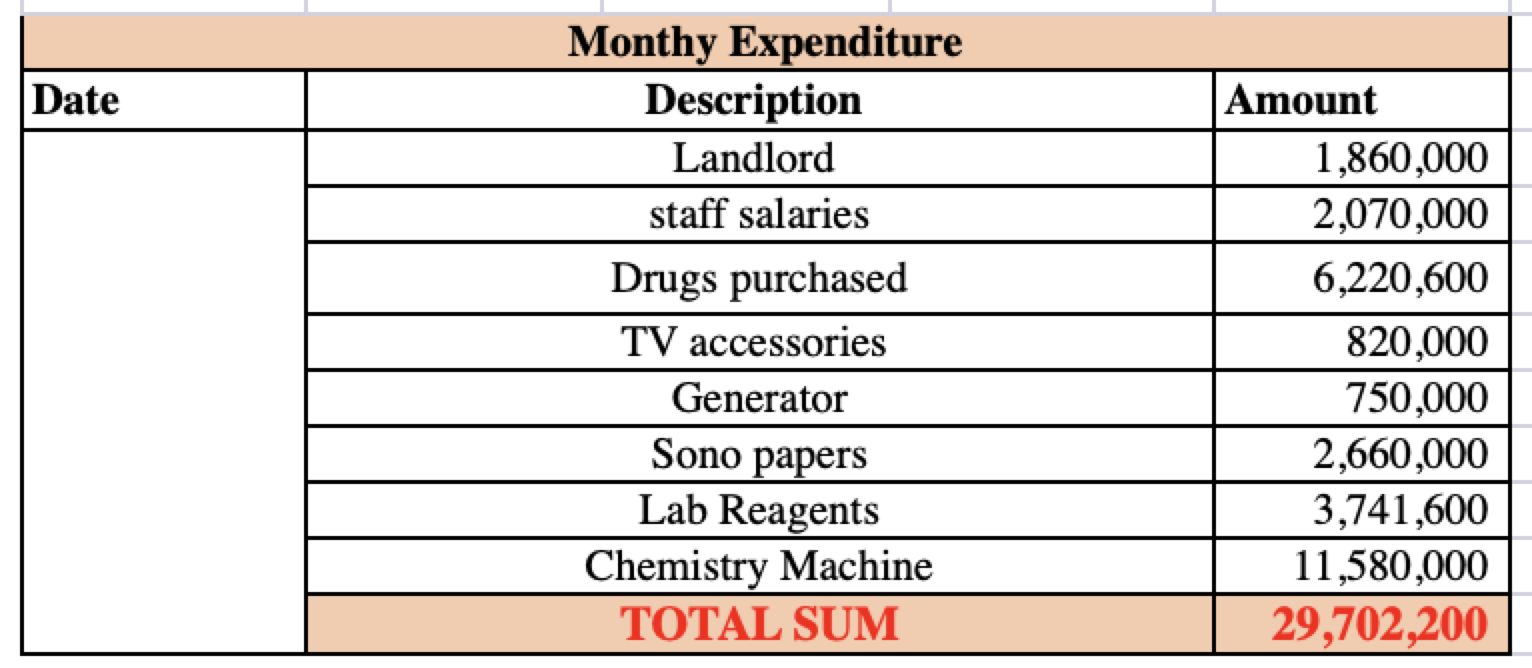 Monthy Expenditure
Date Description Amount
Landlord 1,860,000
staff salaries 2,070,000
Drugs purchased 6,220,600
TV accessories 820,000
Generator 750,000
Sono papers 2,660,000
Lab Reagents 3,741,600
Chemistry Machine 11,580,000
TOTAL SUM 29,702,200